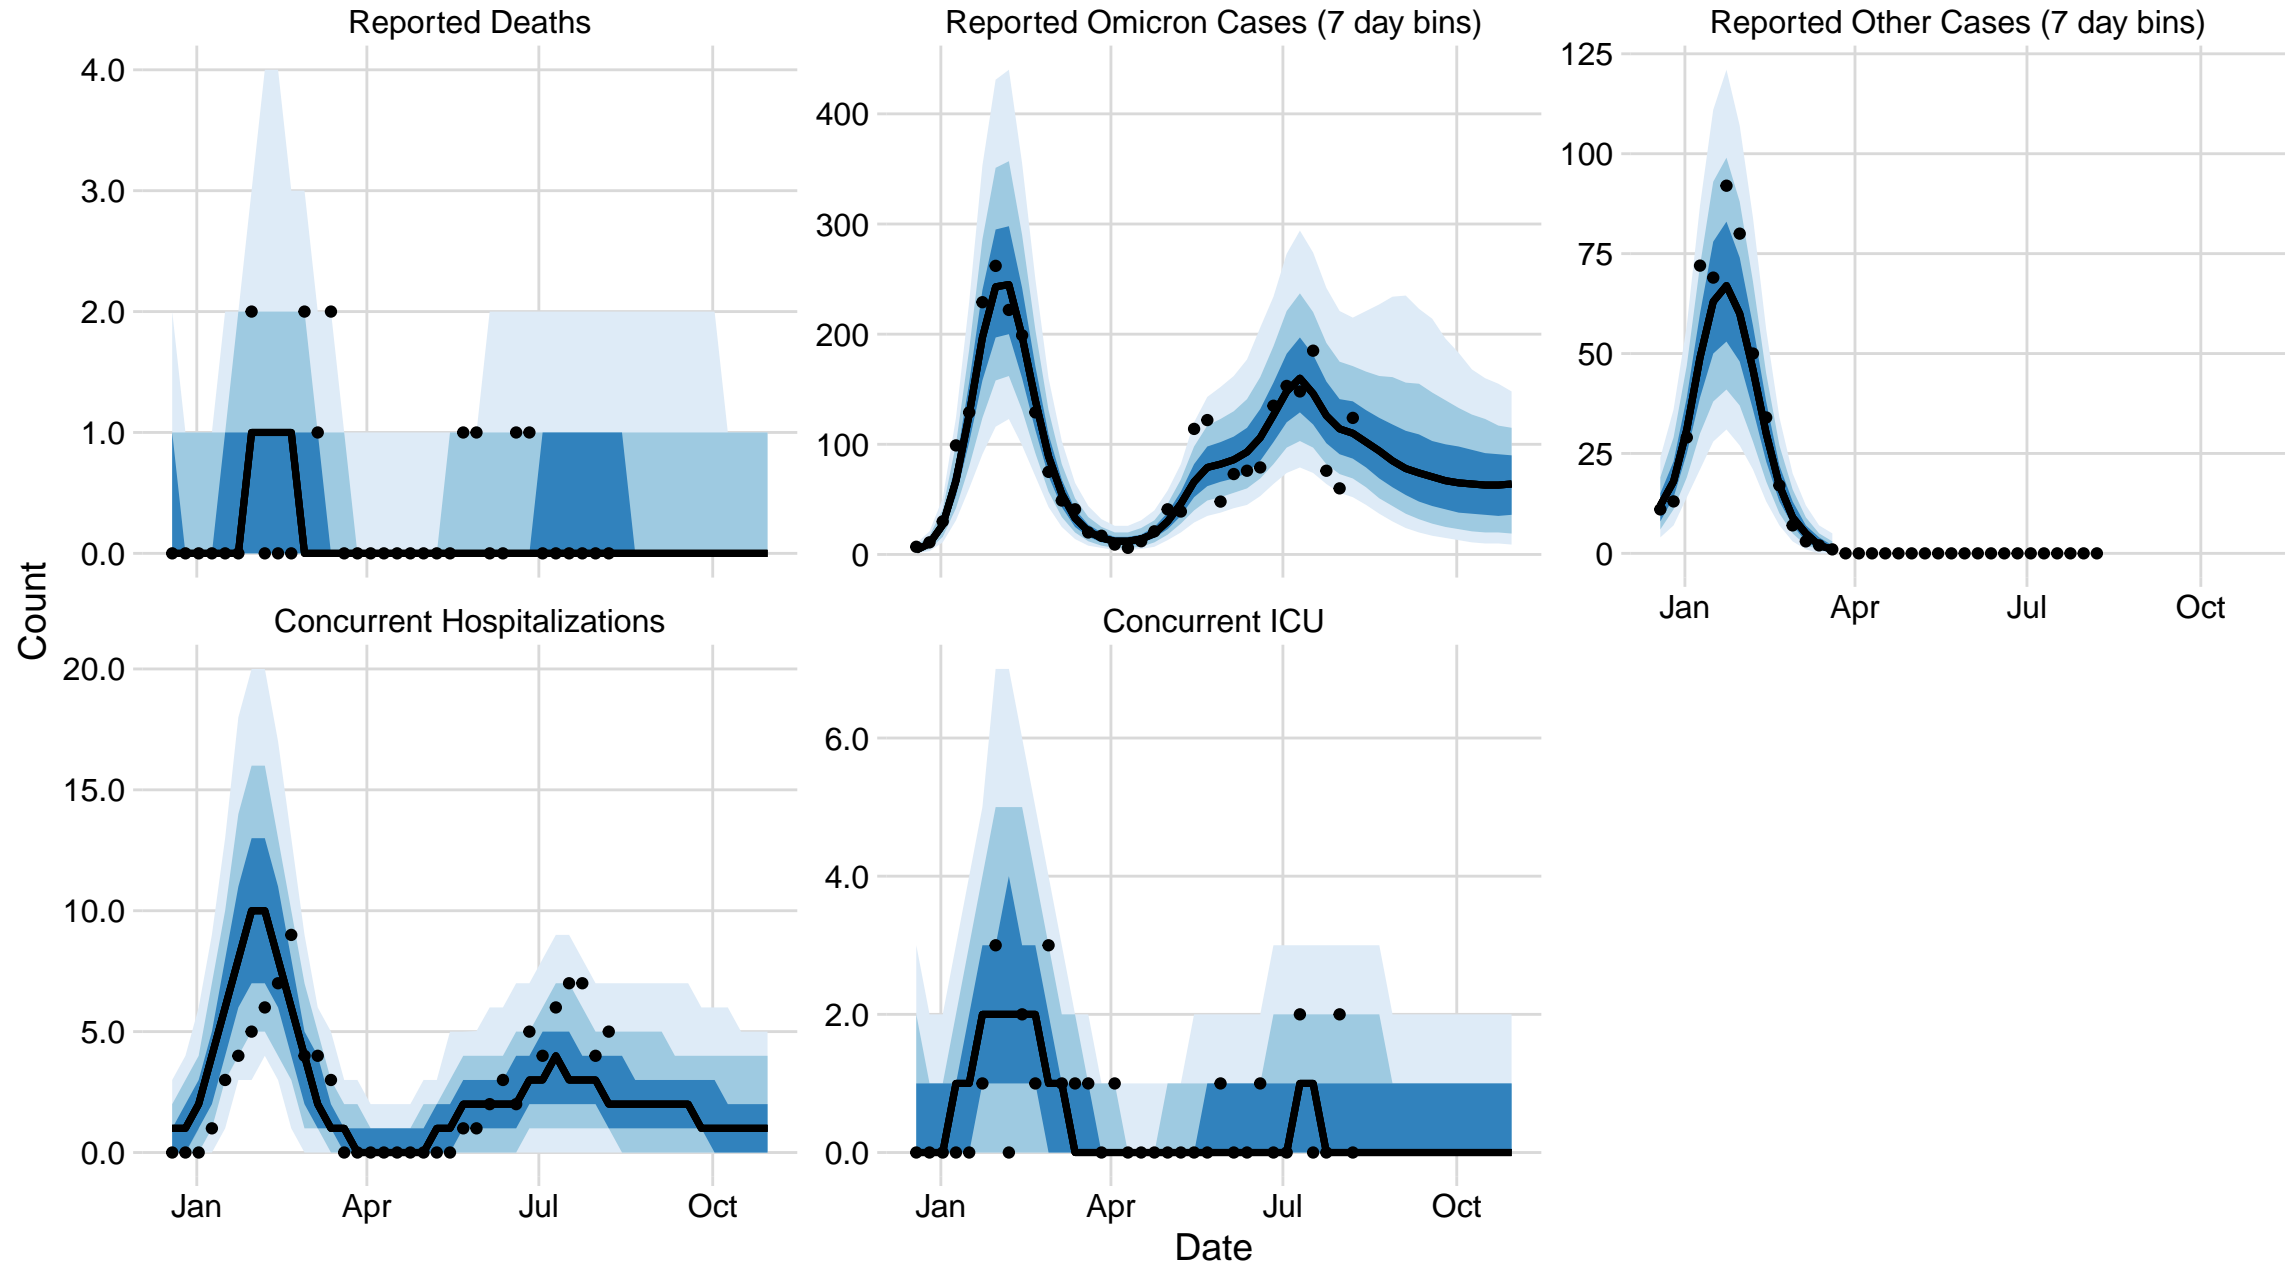 Reported Deaths
4.0
3.0
2.0
1.0
0.0
Reported Omicron Cases (7 day bins)
400
300
200
100
0
Reported Other Cases (7 day bins)
125
100
75
50
25
0
Jan Apr Jul Oct
Count
Concurrent Hospitalizations
20.0
15.0
10.0
5.0
0.0
Jan Apr Jul Oct
Concurrent ICU
6.0
4.0
2.0
0.0
Jan Apr Jul Oct
Date